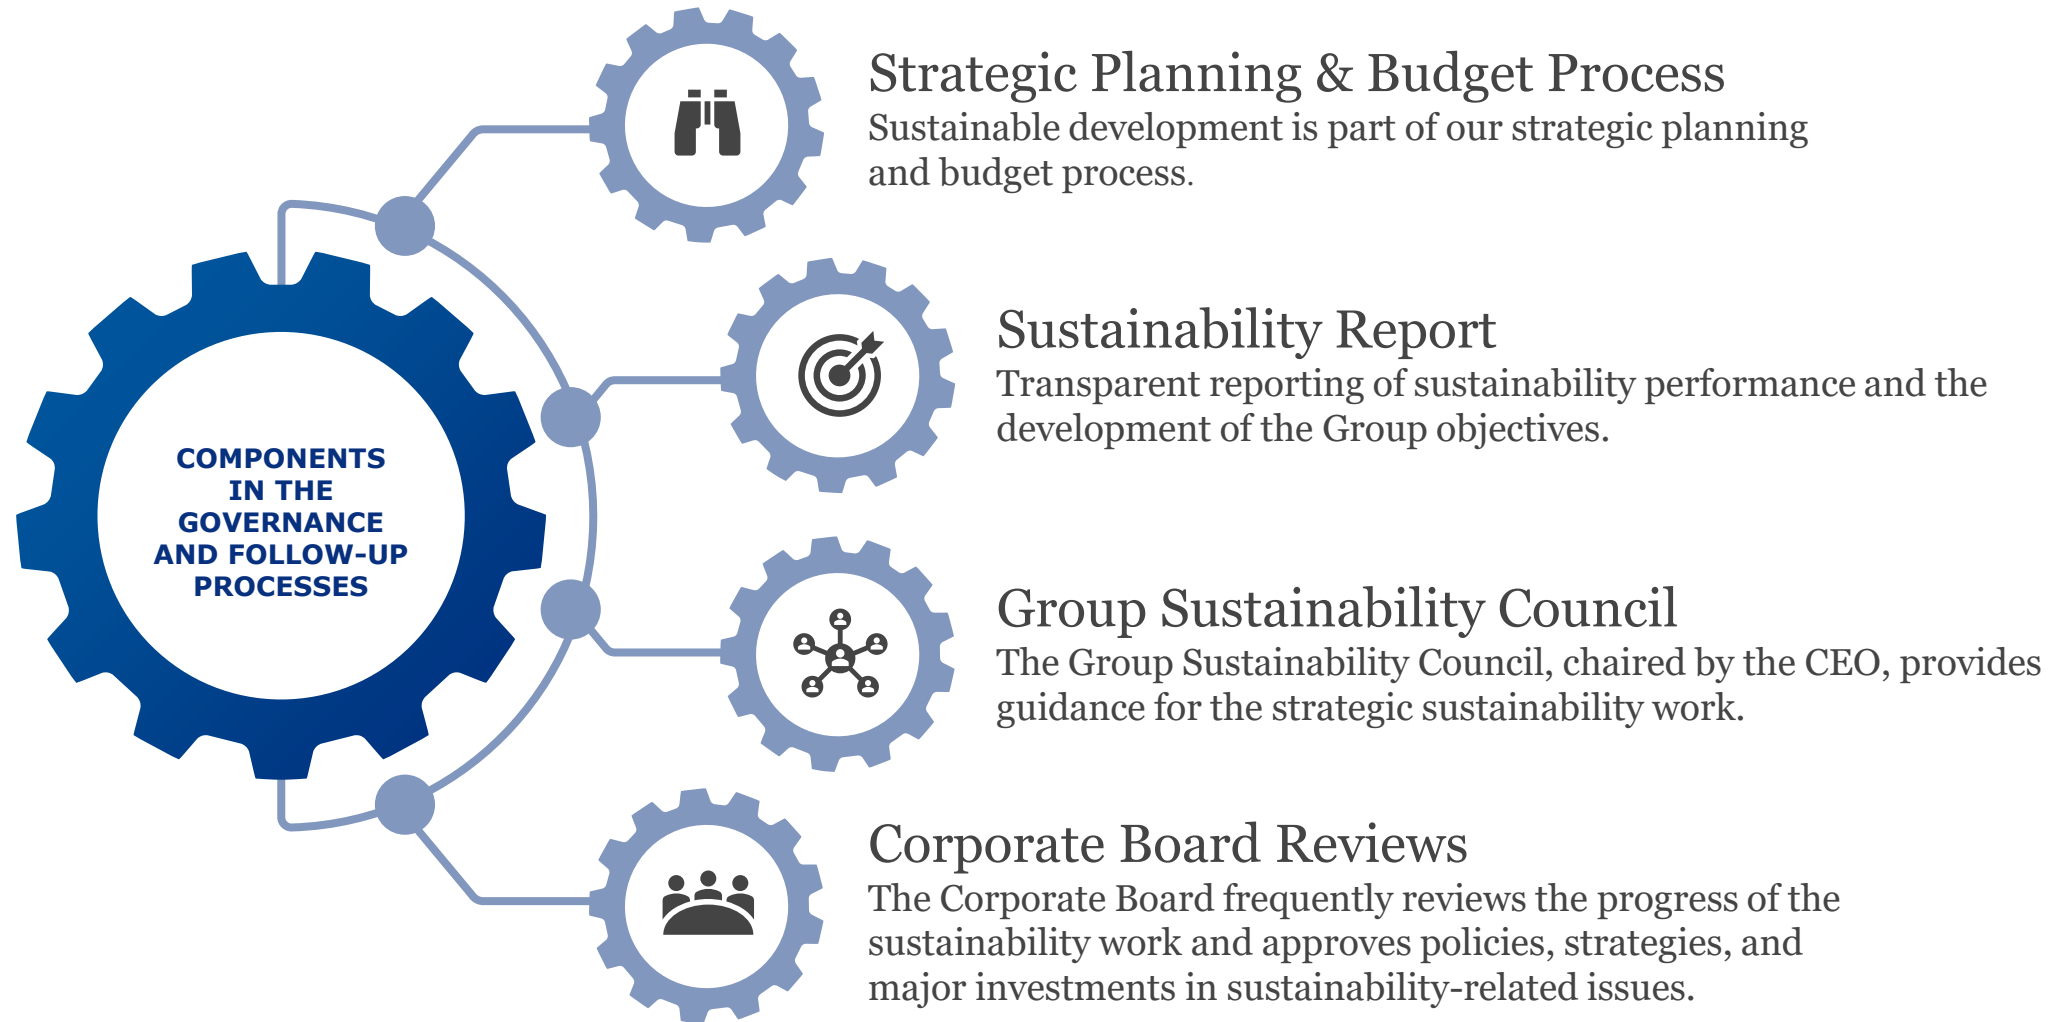 COMPONENTS
IN THE
GOVERNANCE
AND FOLLOW-UP
PROCESSES
Strategic Planning & Budget Process
Sustainable development is part of our strategic planning
and budget process.
Sustainability Report
Transparent reporting of sustainability performance and the
development of the Group objectives.
Group Sustainability Council
The Group Sustainability Council, chaired by the CEO, provides
guidance for the strategic sustainability work.
Corporate Board Reviews
The Corporate Board frequently reviews the progress of the
sustainability work and approves policies, strategies, and
major investments in sustainability-related issues.